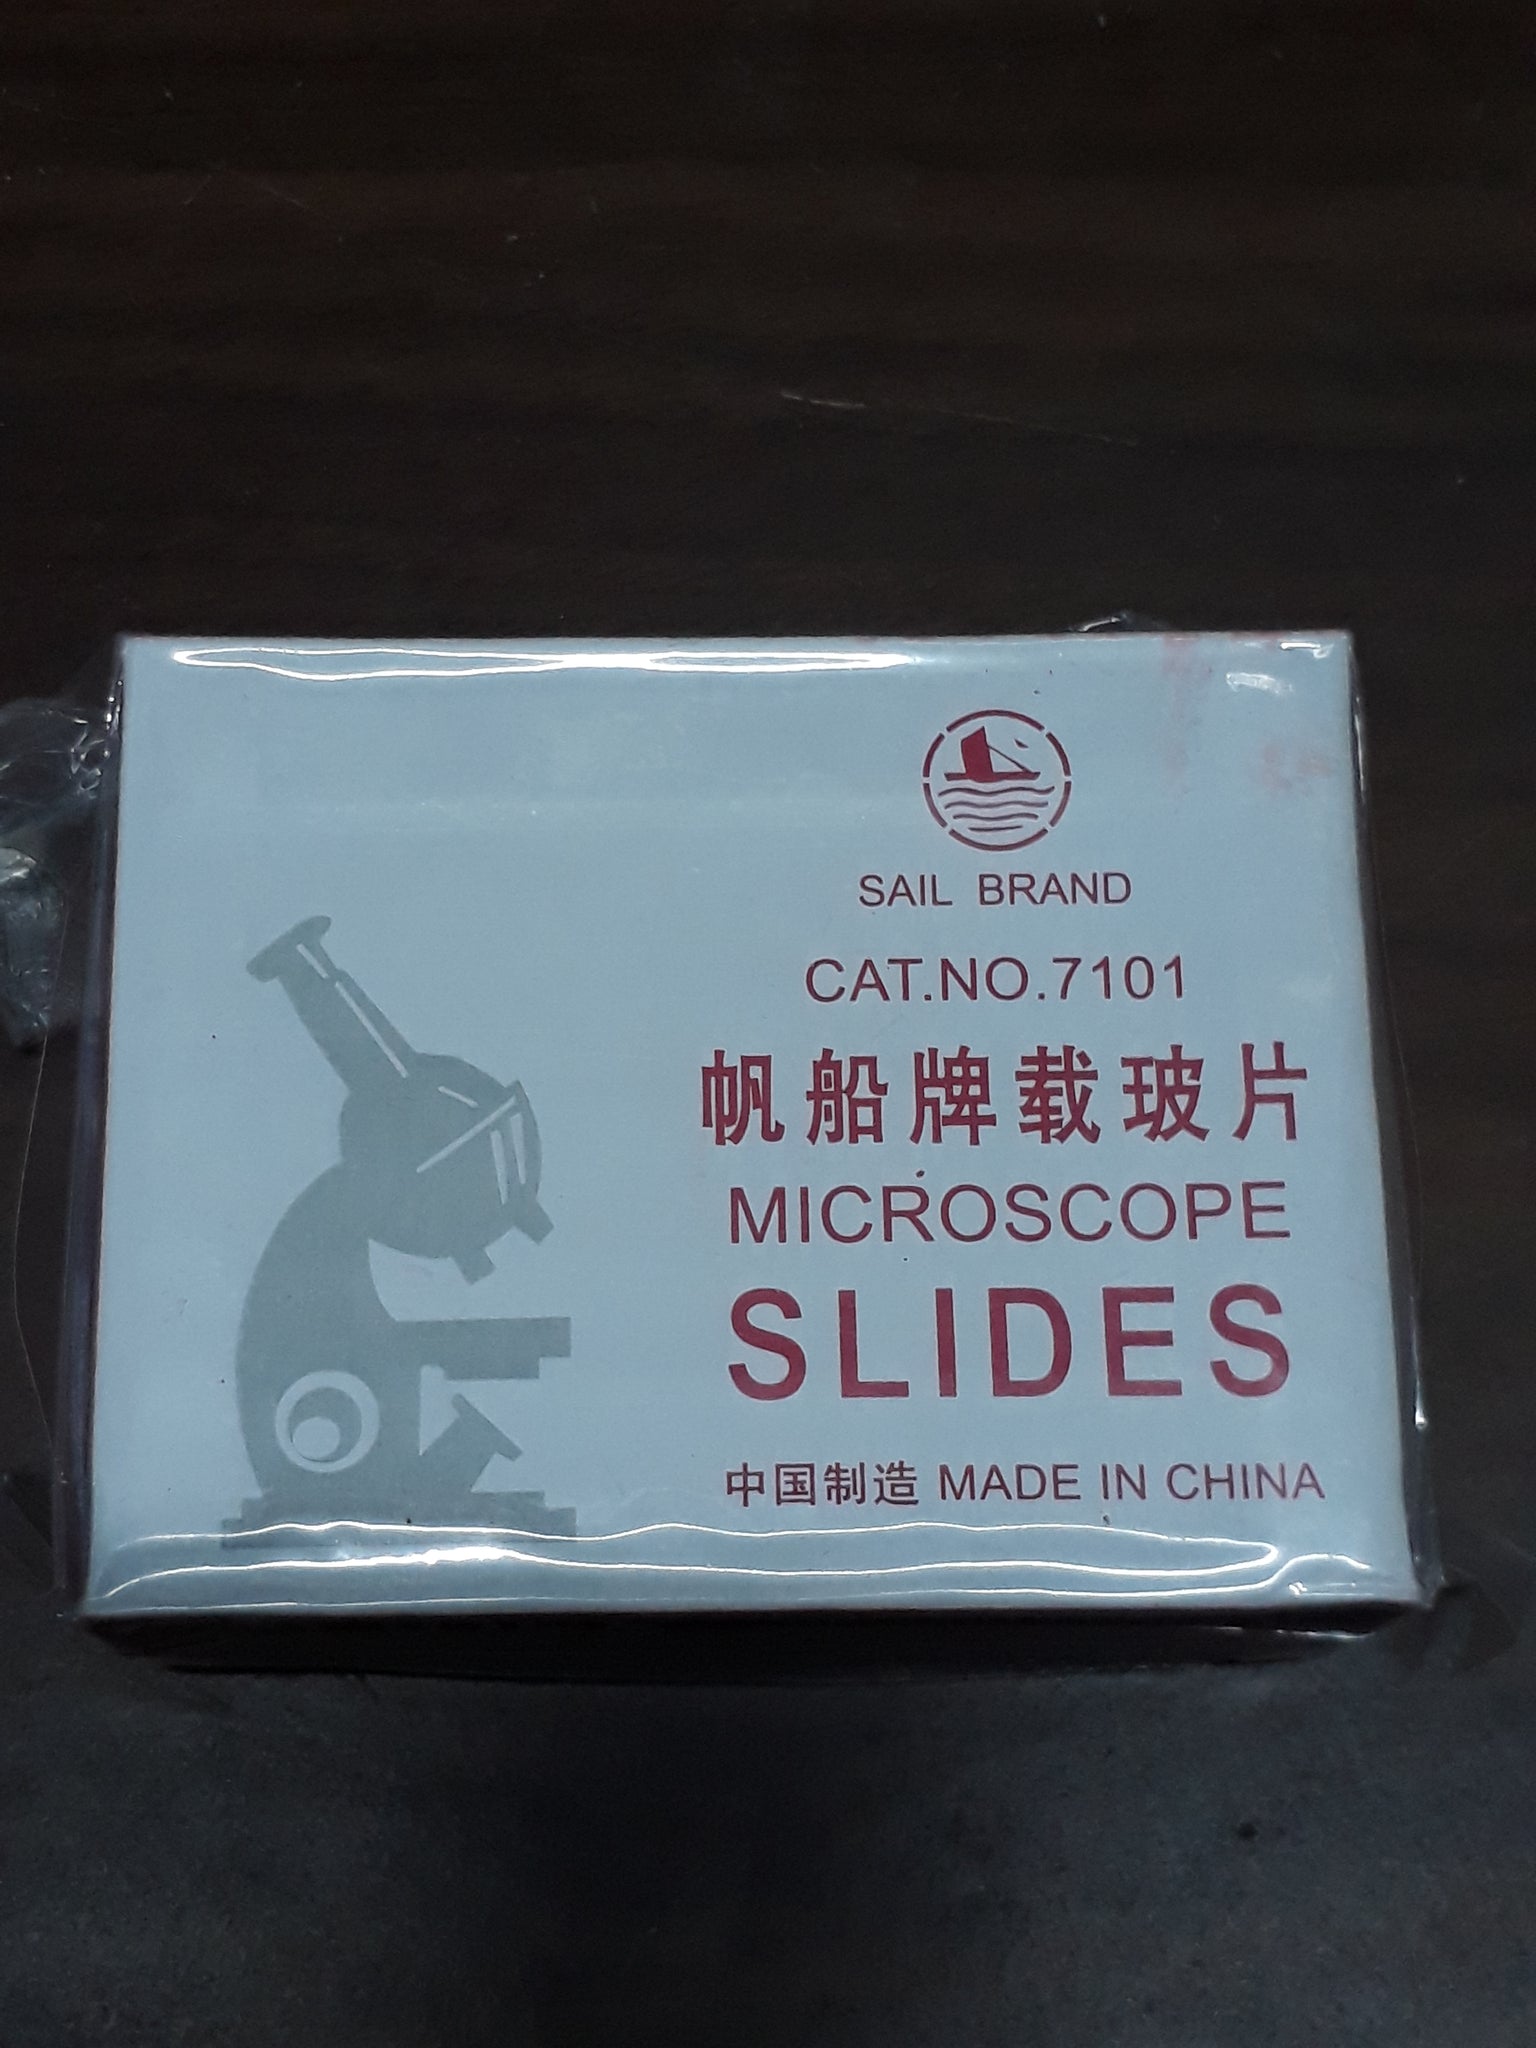 SAIL BRAND
CAT.NO.7101
帆船牌载玻片
MICROSCOPE
SLIDES
中国制造 MADE IN CHINA